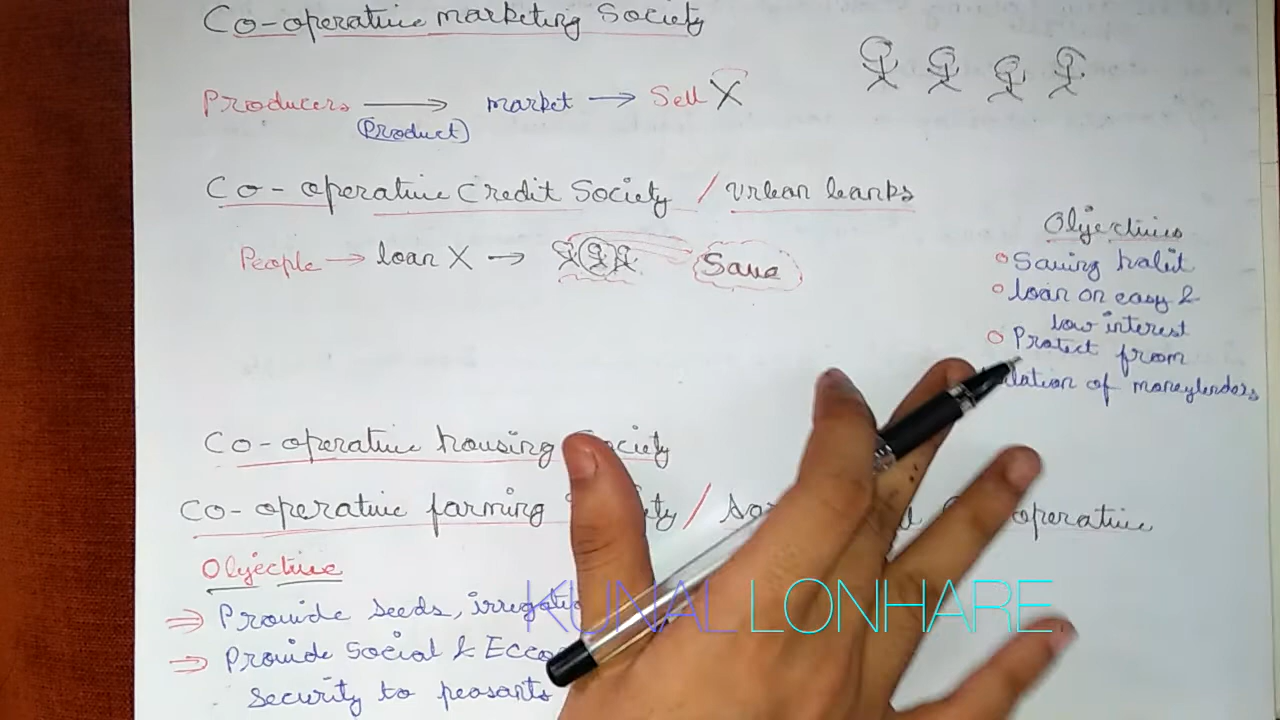 Co-operative marketing Society
Producers → market → Sell X
(Product)
Co-operative Credit Society / Urban banks
People → loan X → Save
Objectives
Saving habit
loan on easy &
low interest
Protect from
of moneylenders
Co-operative housing Society
Co-operative farming / operative
Objective
⇒ Provide seeds,
⇒ Provide Social &
Security to peasants
KUNAL LONHARE